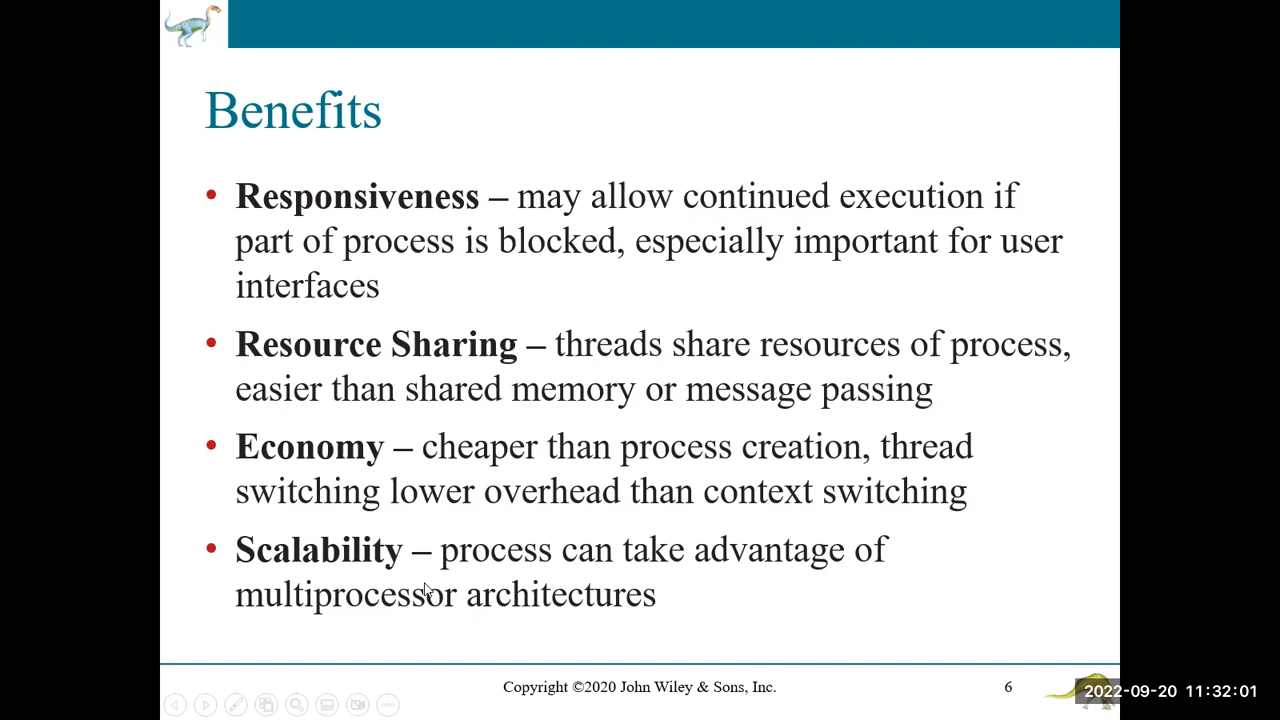 Benefits
• Responsiveness – may allow continued execution if
part of process is blocked, especially important for user
interfaces
• Resource Sharing – threads share resources of process,
easier than shared memory or message passing
• Economy – cheaper than process creation, thread
switching lower overhead than context switching
• Scalability – process can take advantage of
multiprocessor architectures
Copyright ©2020 John Wiley & Sons, Inc.
6
2022-09-20 11:32:01